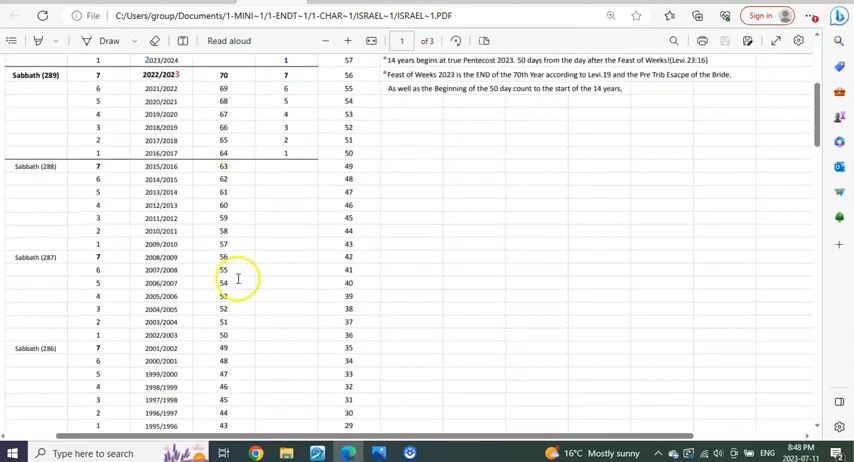 File C:/Users/group/Documents/1-MINI~1/1-ENDT~1/1-CHAR~1/ISRAEL~1/ISRAEL~1.PDF
Sign in
Draw Read aloud 1 of 3
1 2023/2024 1 57 *14 years begins at true Pentecost 2023. 50 days from the day after the Feast of Weeks!(Levi.23:16)
Sabbath (289) 7 2022/2023 70 7 56 *Feast of Weeks 2023 is the END of the 70th Year according to Levi.19 and the Pre Trib Esacpe of the Bride.
6 2021/2022 69 6 55 As well as the Beginning of the 50 day count to the start of the 14 years,
5 2020/2021 68 5 54
4 2019/2020 67 4 53
3 2018/2019 66 3 52
2 2017/2018 65 2 51
1 2016/2017 64 1 50
Sabbath (288) 7 2015/2016 63 49
6 2014/2015 62 48
5 2013/2014 61 47
4 2012/2013 60 46
3 2011/2012 59 45
2 2010/2011 58 44
1 2009/2010 57 43
Sabbath (287) 7 2008/2009 56 42
6 2007/2008 55 41
5 2006/2007 54 40
4 2005/2006 53 39
3 2004/2005 52 38
2 2003/2004 51 37
1 2002/2003 50 36
Sabbath (286) 7 2001/2002 49 35
6 2000/2001 48 34
5 1999/2000 47 33
4 1998/1999 46 32
3 1997/1998 45 31
2 1996/1997 44 30
1 1995/1996 43 29
Type here to search 16°C Mostly sunny ENG 8:48 PM
2023-07-11